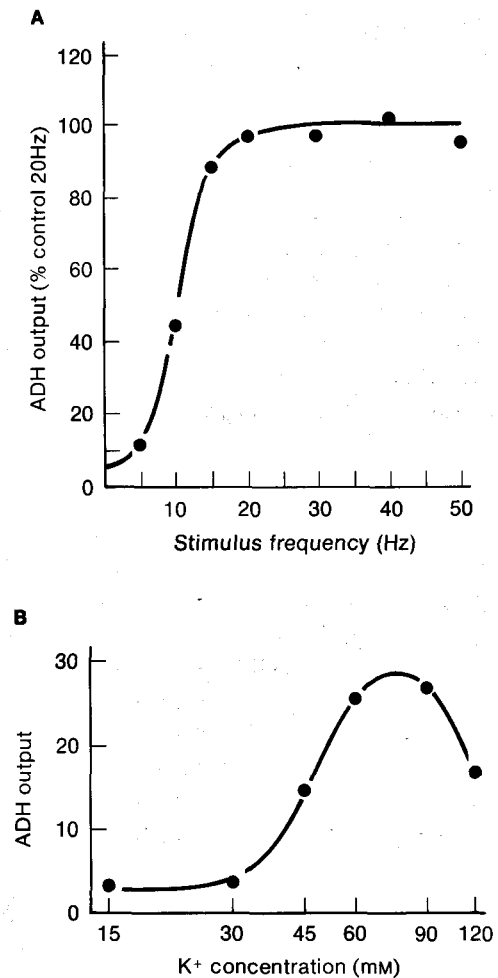 A
120
100
80
60
40
20
0
ADH output (% control 20Hz)
10 20 30 40 50
Stimulus frequency (Hz)
B
30
20
10
0
ADH output
15 30 45 60 90 120
K+ concentration (mM)